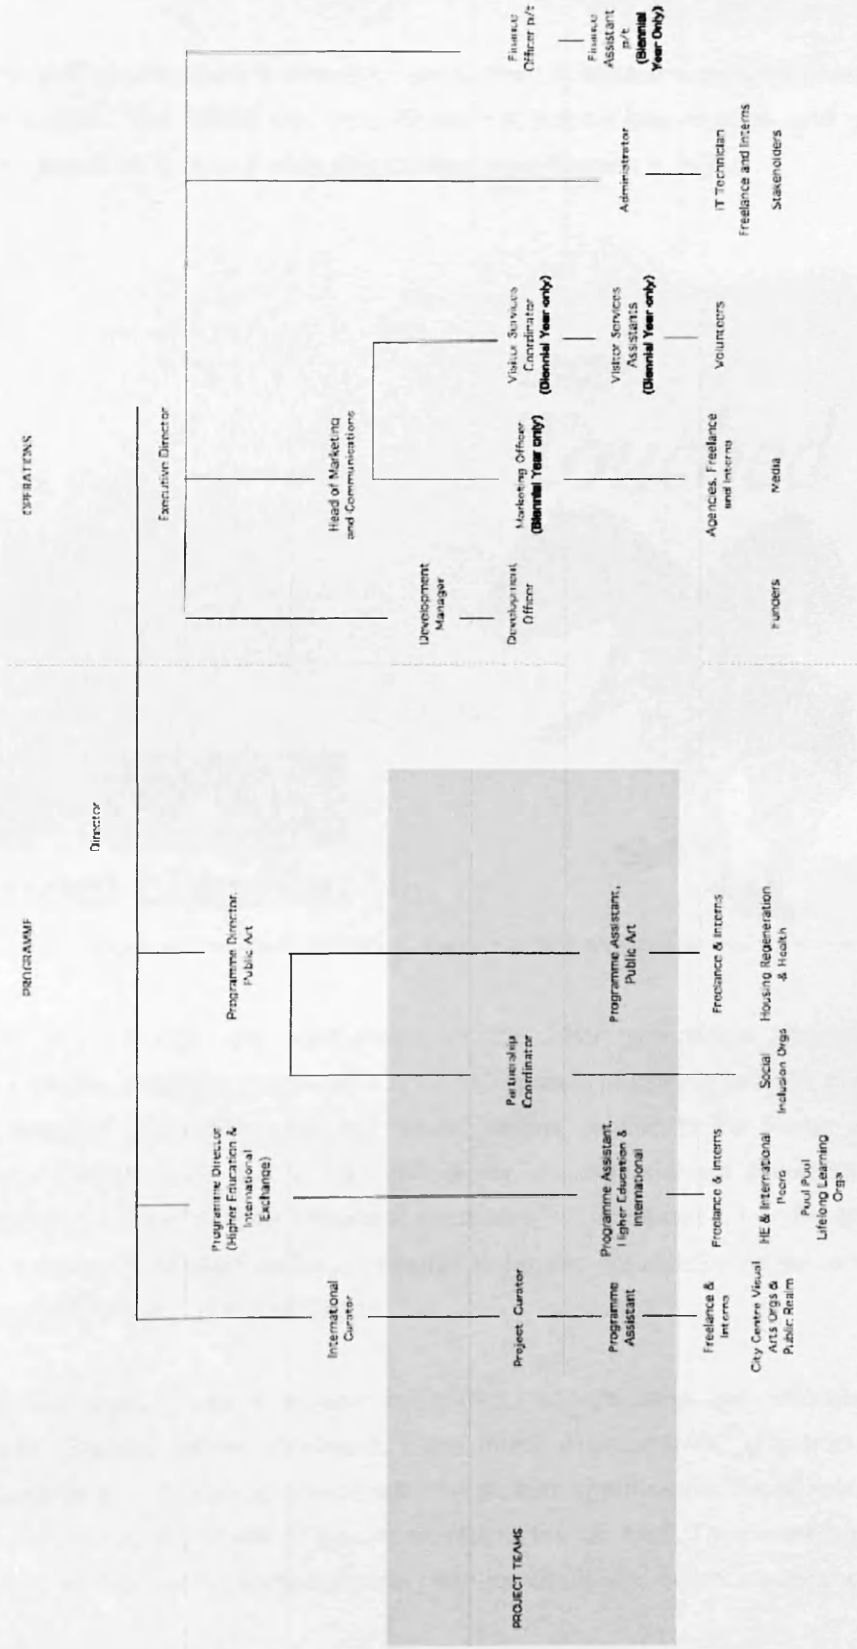 PROGRAMME
OPERATIONS
Director
Executive Director
Programme Director
(Higher Education &
International
Exchange)
Programme Director,
Public Art
International
Curator
Head of Marketing
and Communications
Development
Manager
PROJECT TEAMS
Project Curator
Partnership
Coordinator
Development
Officer
Marketing Officer
(Biennial Year only)
Visitor Services
Coordinator
(Biennial Year only)
Finance
Officer p/t
Programme
Assistant
Programme Assistant,
Higher Education &
International
Programme Assistant,
Public Art
Visitor Services
Assistants
(Biennial Year only)
Administrator
Finance
Assistant
p/t
(Biennial
Year Only)
Freelance &
Interns
Freelance & Interns
Freelance & Interns
Agencies, Freelance
and Interns
Volunteers
IT Technician
Freelance and Interns
City Centre Visual
Arts Orgs &
Public Realm
HE & International
Peers
Lifelong Learning
Orgs
Social
Inclusion Orgs
Housing Regeneration
& Health
Funders
Media
Stakeholders